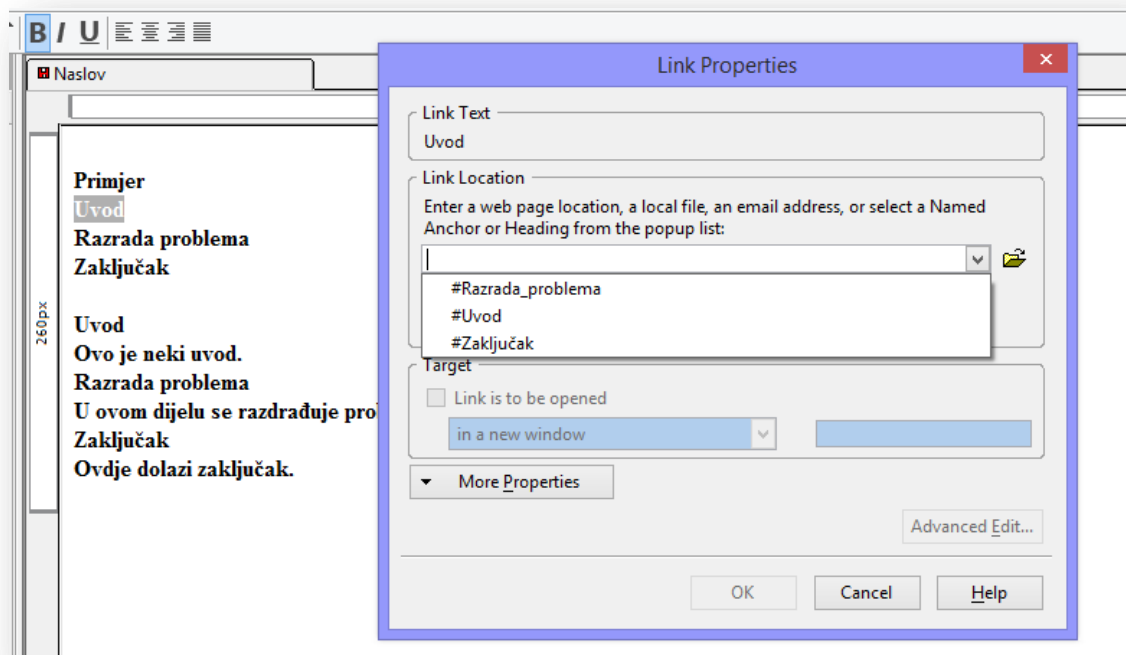 B I U
Naslov
260px
Primjer
Uvod
Razrada problema
Zaključak
Uvod
Ovo je neki uvod.
Razrada problema
U ovom dijelu se razdrađuje pro
Zaključak
Ovdje dolazi zaključak.
Link Properties
Link Text
Uvod
Link Location
Enter a web page location, a local file, an email address, or select a Named
Anchor or Heading from the popup list:
#Razrada_problema
#Uvod
#Zaključak
Target
Link is to be opened
in a new window
More Properties
Advanced Edit...
OK Cancel Help